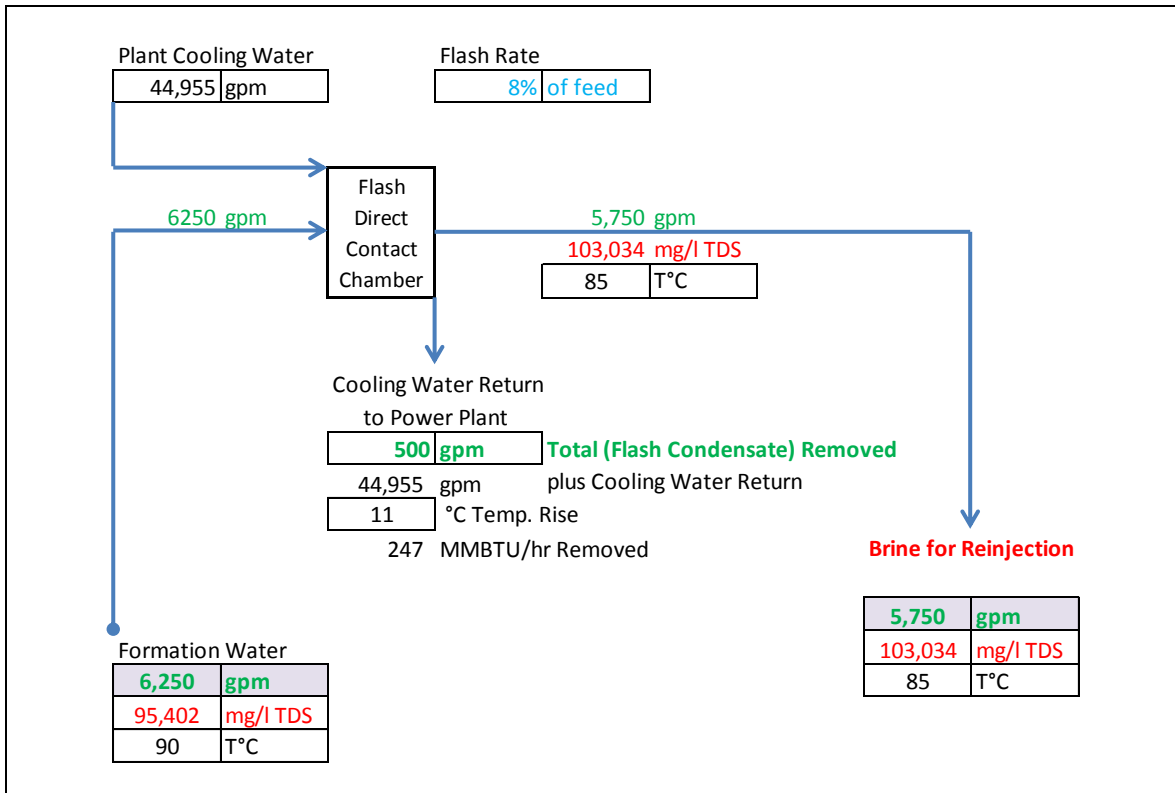 Plant Cooling Water
44,955 gpm
Flash Rate
8% of feed
Flash
Direct
Contact
Chamber
6250 gpm
5,750 gpm
103,034 mg/l TDS
85 T°C
Cooling Water Return
to Power Plant
500 gpm Total (Flash Condensate) Removed
44,955 gpm plus Cooling Water Return
11 °C Temp. Rise
247 MMBTU/hr Removed
Brine for Reinjection
5,750 gpm
103,034 mg/l TDS
85 T°C
Formation Water
6,250 gpm
95,402 mg/l TDS
90 T°C